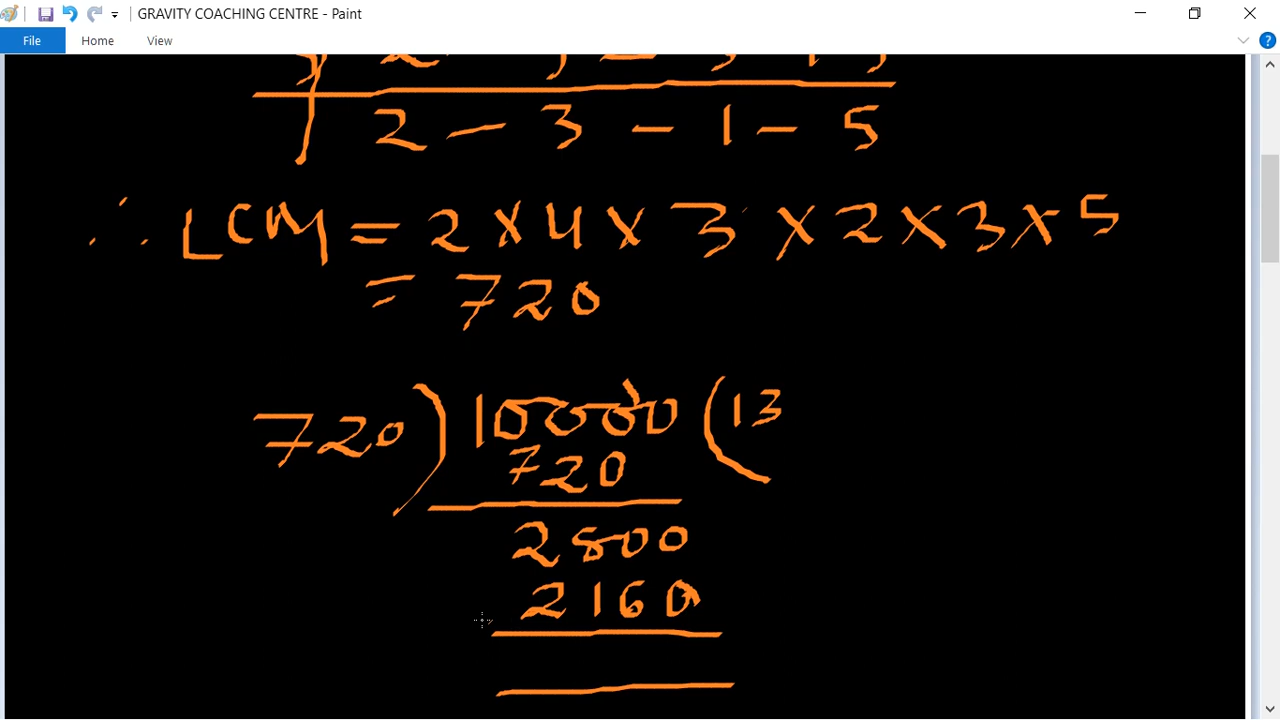 GRAVITY COACHING CENTRE - Paint
File Home View
2 - 3 - 1 - 5
∴ LCM = 2 × 4 × 3 × 2 × 3 × 5
= 720
720 ) 10000 ( 13
720
2800
2160